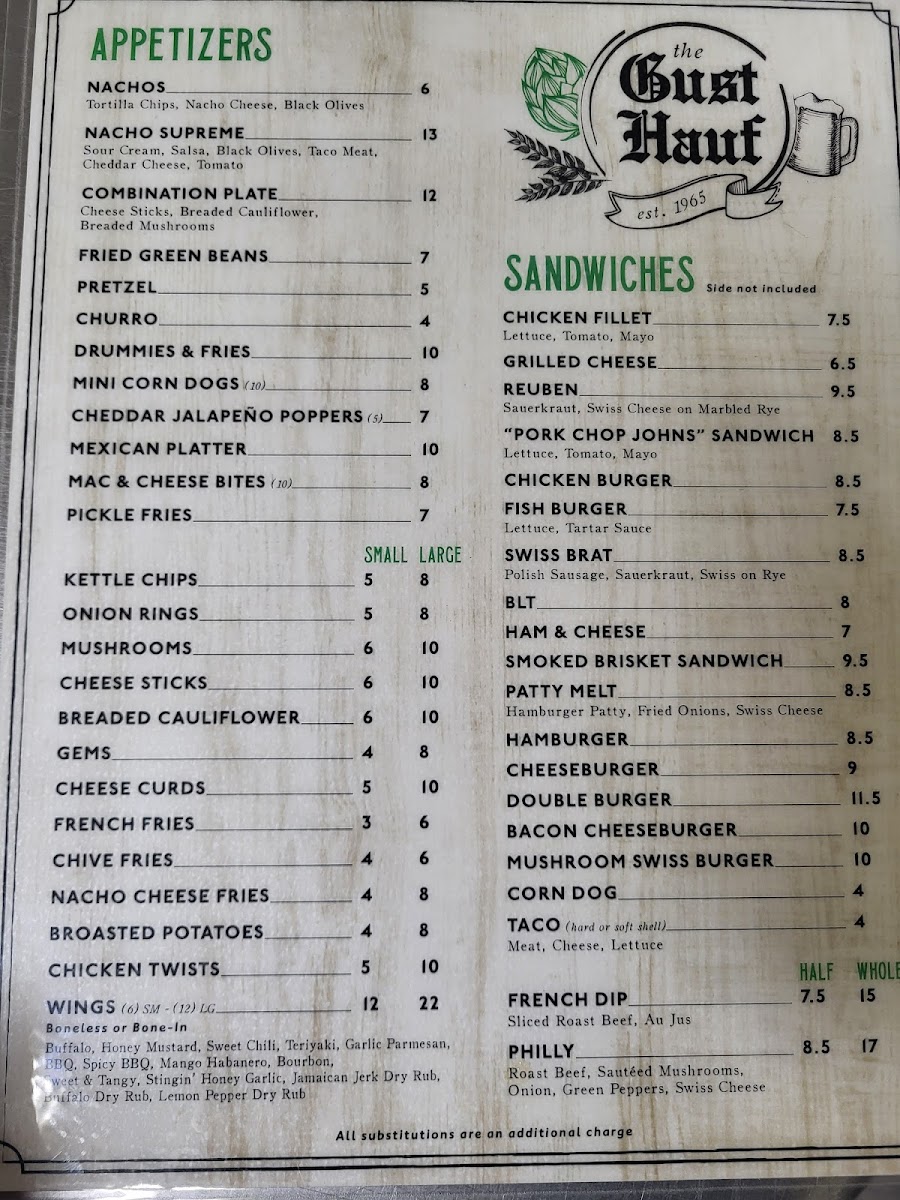 APPETIZERS
NACHOS 6
Tortilla Chips, Nacho Cheese, Black Olives
NACHO SUPREME 13
Sour Cream, Salsa, Black Olives, Taco Meat,
Cheddar Cheese, Tomato
COMBINATION PLATE 12
Cheese Sticks, Breaded Cauliflower,
Breaded Mushrooms
FRIED GREEN BEANS 7
PRETZEL 5
CHURRO 4
DRUMMIES & FRIES 10
MINI CORN DOGS (10) 8
CHEDDAR JALAPEÑO POPPERS (5) 7
MEXICAN PLATTER 10
MAC & CHEESE BITES (10) 8
PICKLE FRIES 7
SMALL LARGE
KETTLE CHIPS 5 8
ONION RINGS 5 8
MUSHROOMS 6 10
CHEESE STICKS 6 10
BREADED CAULIFLOWER 6 10
GEMS 4 8
CHEESE CURDS 5 10
FRENCH FRIES 3 6
CHIVE FRIES 4 6
NACHO CHEESE FRIES 4 8
BROASTED POTATOES 4 8
CHICKEN TWISTS 5 10
WINGS (6) SM - (12) LG 12 22
Boneless or Bone-In
Buffalo, Honey Mustard, Sweet Chili, Teriyaki, Garlic Parmesan,
BBQ, Spicy BBQ, Mango Habanero, Bourbon,
Sweet & Tangy, Stingin' Honey Garlic, Jamaican Jerk Dry Rub,
Buffalo Dry Rub, Lemon Pepper Dry Rub
the
Gust
Hauf
est. 1965
SANDWICHES Side not included
CHICKEN FILLET 7.5
Lettuce, Tomato, Mayo
GRILLED CHEESE 6.5
REUBEN 9.5
Sauerkraut, Swiss Cheese on Marbled Rye
“PORK CHOP JOHNS” SANDWICH 8.5
Lettuce, Tomato, Mayo
CHICKEN BURGER 8.5
FISH BURGER 7.5
Lettuce, Tartar Sauce
SWISS BRAT 8.5
Polish Sausage, Sauerkraut, Swiss on Rye
BLT 8
HAM & CHEESE 7
SMOKED BRISKET SANDWICH 9.5
PATTY MELT 8.5
Hamburger Patty, Fried Onions, Swiss Cheese
HAMBURGER 8.5
CHEESEBURGER 9
DOUBLE BURGER 11.5
BACON CHEESEBURGER 10
MUSHROOM SWISS BURGER 10
CORN DOG 4
TACO (hard or soft shell) 4
Meat, Cheese, Lettuce
HALF WHOLE
FRENCH DIP 7.5 15
Sliced Roast Beef, Au Jus
PHILLY 8.5 17
Roast Beef, Sautéed Mushrooms,
Onion, Green Peppers, Swiss Cheese
All substitutions are an additional charge